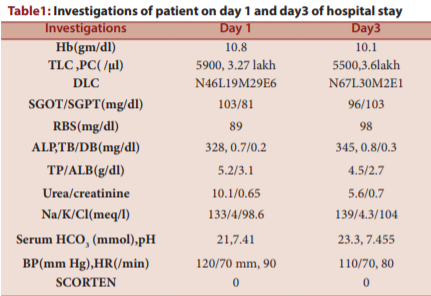 Table1: Investigations of patient on day 1 and day3 of hospital stay
Investigations Day 1 Day3
Hb(gm/dl) 10.8 10.1
TLC ,PC( /μl) 5900, 3.27 lakh 5500,3.6lakh
DLC N46L19M29E6 N67L30M2E1
SGOT/SGPT(mg/dl) 103/81 96/103
RBS(mg/dl) 89 98
ALP,TB/DB(mg/dl) 328, 0.7/0.2 345, 0.8/0.3
TP/ALB(g/dl) 5.2/3.1 4.5/2.7
Urea/creatinine 10.1/0.65 5.6/0.7
Na/K/Cl(meq/l) 133/4/98.6 139/4.3/104
Serum HCO3 (mmol),pH 21,7.41 23.3, 7.455
BP(mm Hg),HR(/min) 120/70 mm, 90 110/70, 80
SCORTEN 0 0